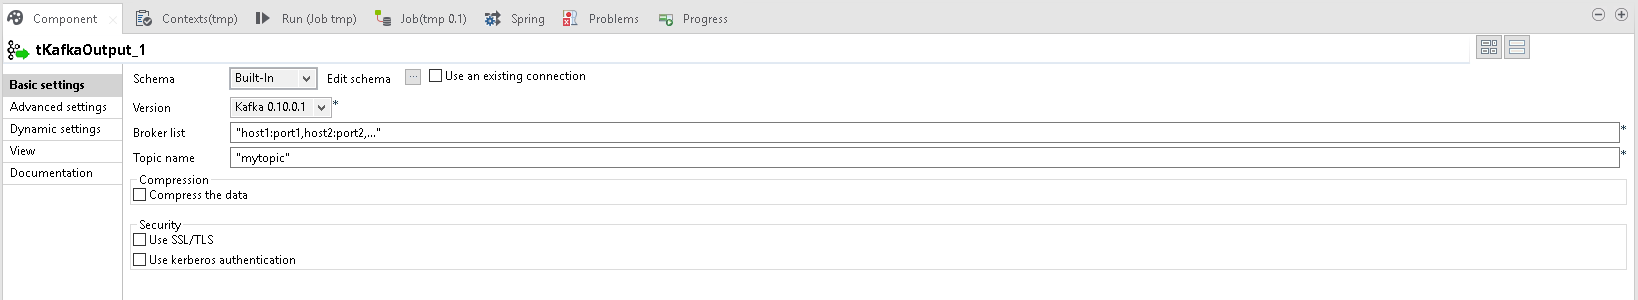 Component Contexts(tmp) Run (Job tmp) Job(tmp 0.1) Spring Problems Progress
tKafkaOutput_1
Basic settings
Advanced settings
Dynamic settings
View
Documentation
Schema Built-In Edit schema ... Use an existing connection
Version Kafka 0.10.0.1 *
Broker list "host1:port1,host2:port2,..." *
Topic name "mytopic" *
Compression
Compress the data
Security
Use SSL/TLS
Use kerberos authentication